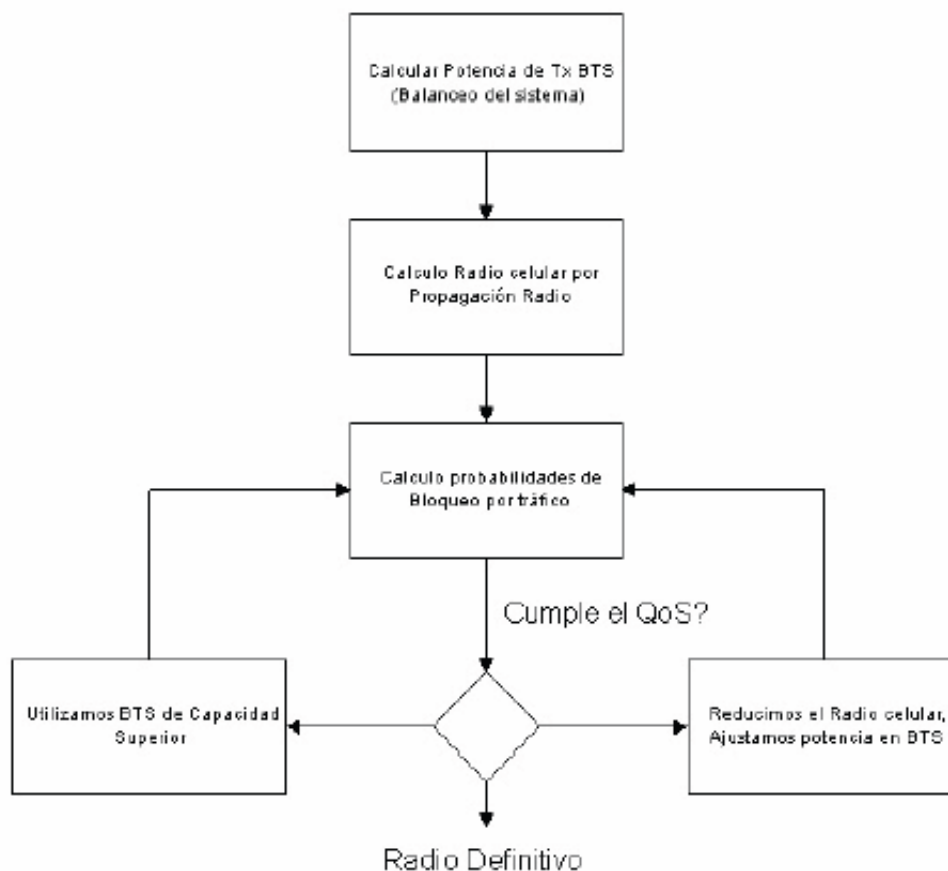 Calcular Potencia de Tx BTS
(Balanceo del sistema)
Calculo Radio celular por
Propagación Radio
Calculo probabilidades de
Bloqueo por tráfico
Cumple el QoS?
Utilizamos BTS de Capacidad
Superior
Reducimos el Radio celular,
Ajustamos potencia en BTS
Radio Definitivo